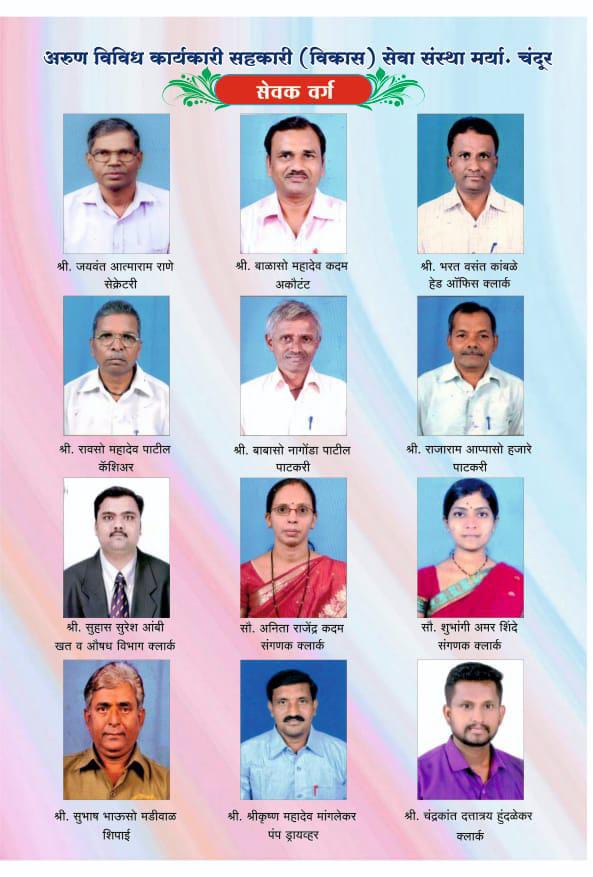 अरुण विविध कार्यकारी सहकारी (विकास) सेवा संस्था मर्या. चंदूर
सेवक वर्ग
श्री. जयवंत आत्माराम राणे
सेक्रेटरी
श्री. बाळासो महादेव कदम
अकौटंट
श्री. भरत वसंत कांबळे
हेड ऑफिस क्लार्क
श्री. रावसो महादेव पाटील
कॅशिअर
श्री. बाबासो नागोंडा पाटील
पाटकरी
श्री. राजाराम आप्पासो हजारे
पाटकरी
श्री. सुहास सुरेश आंबी
खत व औषध विभाग क्लार्क
सौ. अनिता राजेंद्र कदम
संगणक क्लार्क
सौ. शुभांगी अमर शिंदे
संगणक क्लार्क
श्री. सुभाष भाऊसो मडीवाळ
शिपाई
श्री. श्रीकृष्ण महादेव मांगलेकर
पंप ड्रायव्हर
श्री. चंद्रकांत दत्तात्रय हुंदळेकर
क्लार्क